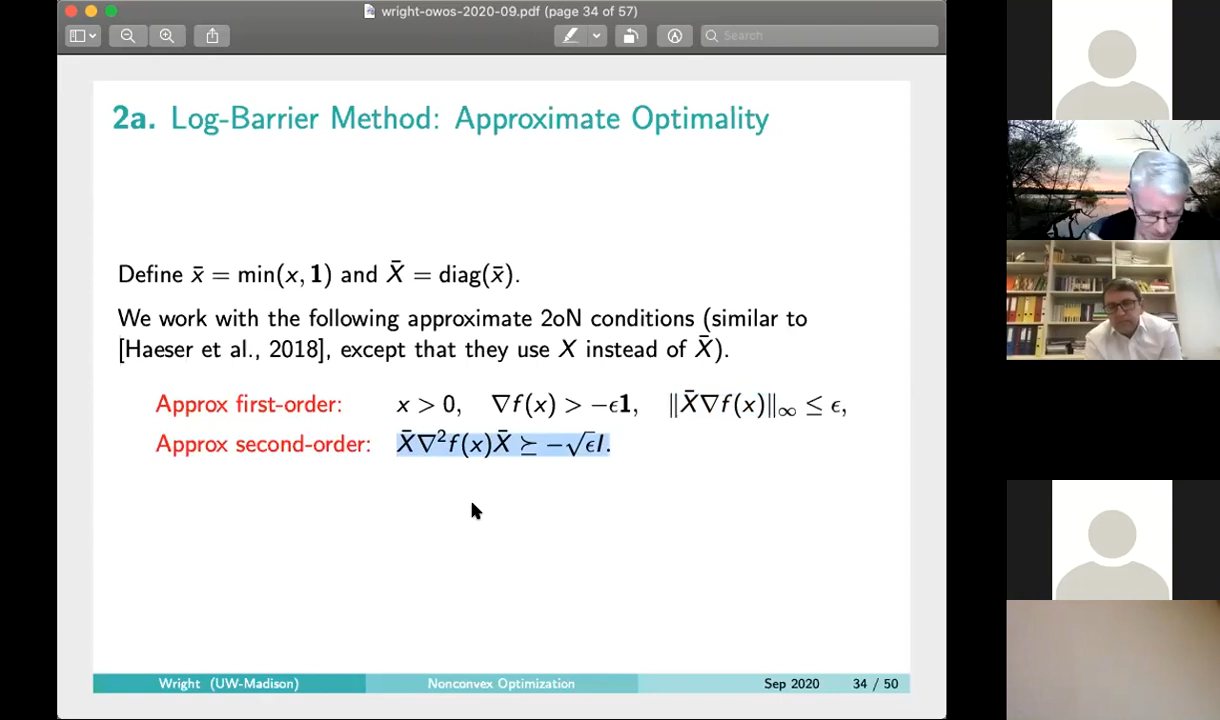 wright-owos-2020-09.pdf (page 34 of 57)
Search
2a. Log-Barrier Method: Approximate Optimality
Define x̄ = min(x, 1) and X̄ = diag(x̄).
We work with the following approximate 2oN conditions (similar to
[Haeser et al., 2018], except that they use X instead of X̄).
Approx first-order: x > 0, ∇f(x) > −ϵ1, ‖X̄∇f(x)‖∞ ≤ ϵ,
Approx second-order: X̄∇²f(x)X̄ ⪰ −√ϵI.
Wright (UW-Madison) Nonconvex Optimization Sep 2020 34 / 50